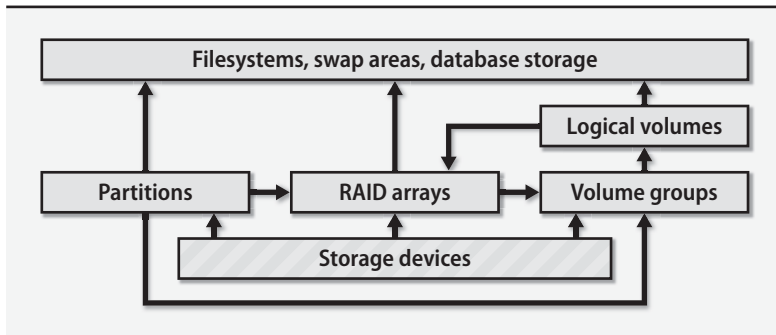 Filesystems, swap areas, database storage
Logical volumes
Partitions
RAID arrays
Volume groups
Storage devices